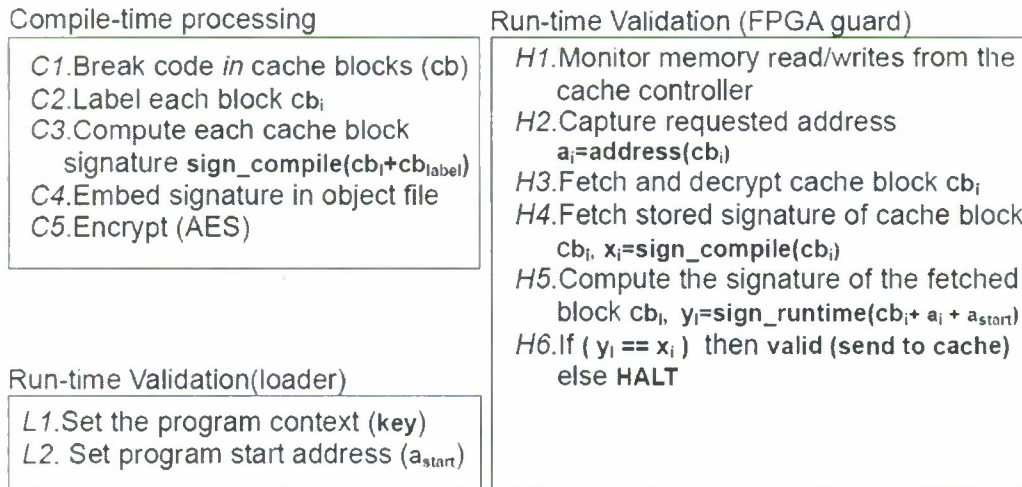 Compile-time processing
C1.Break code in cache blocks (cb)
C2.Label each block cbi
C3.Compute each cache block
signature sign_compile(cbi+cblabel)
C4.Embed signature in object file
C5.Encrypt (AES)
Run-time Validation(loader)
L1.Set the program context (key)
L2. Set program start address (astart)
Run-time Validation (FPGA guard)
H1.Monitor memory read/writes from the
cache controller
H2.Capture requested address
ai=address(cbi)
H3.Fetch and decrypt cache block cbi
H4.Fetch stored signature of cache block
cbi, xi=sign_compile(cbi)
H5.Compute the signature of the fetched
block cbi, yi=sign_runtime(cbi+ ai + astart)
H6.If ( yi == xi ) then valid (send to cache)
else HALT